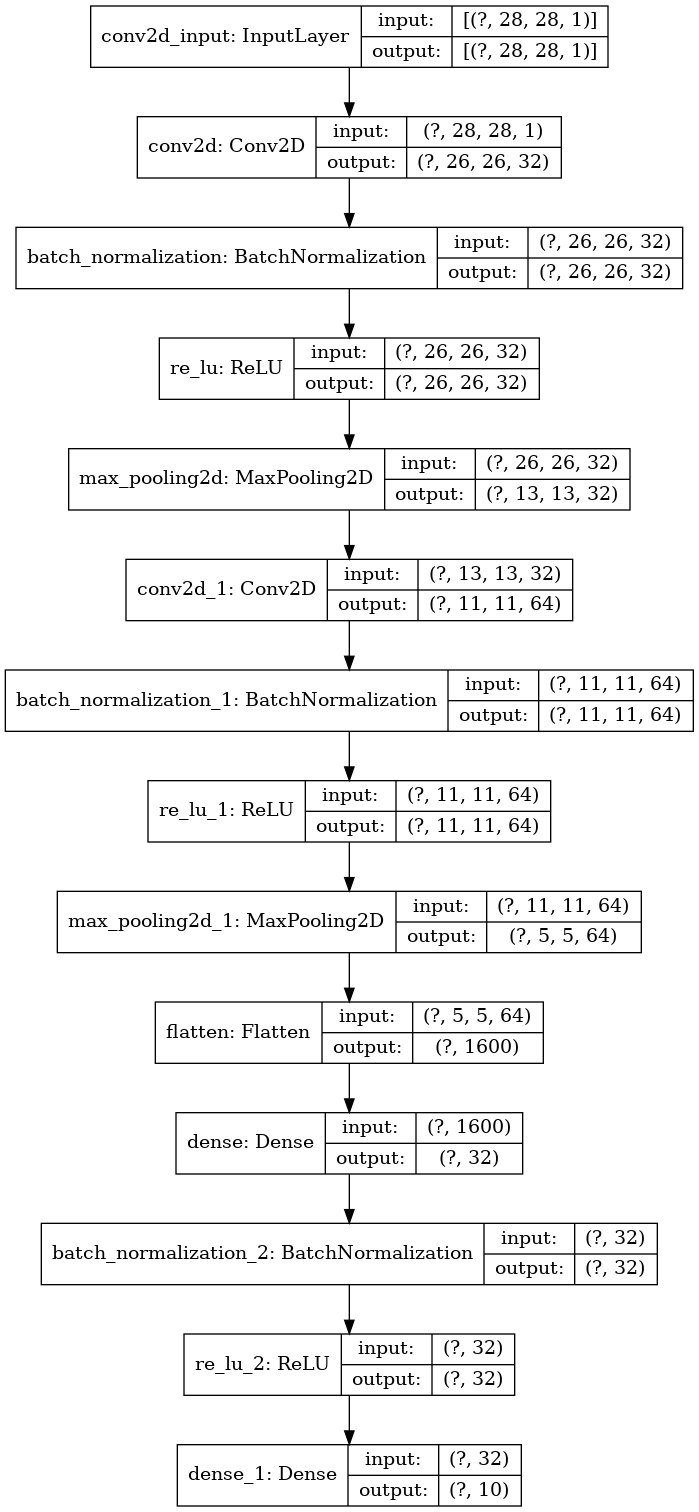 conv2d_input: InputLayer
input: [(?, 28, 28, 1)]
output: [(?, 28, 28, 1)]
conv2d: Conv2D
input: (?, 28, 28, 1)
output: (?, 26, 26, 32)
batch_normalization: BatchNormalization
input: (?, 26, 26, 32)
output: (?, 26, 26, 32)
re_lu: ReLU
input: (?, 26, 26, 32)
output: (?, 26, 26, 32)
max_pooling2d: MaxPooling2D
input: (?, 26, 26, 32)
output: (?, 13, 13, 32)
conv2d_1: Conv2D
input: (?, 13, 13, 32)
output: (?, 11, 11, 64)
batch_normalization_1: BatchNormalization
input: (?, 11, 11, 64)
output: (?, 11, 11, 64)
re_lu_1: ReLU
input: (?, 11, 11, 64)
output: (?, 11, 11, 64)
max_pooling2d_1: MaxPooling2D
input: (?, 11, 11, 64)
output: (?, 5, 5, 64)
flatten: Flatten
input: (?, 5, 5, 64)
output: (?, 1600)
dense: Dense
input: (?, 1600)
output: (?, 32)
batch_normalization_2: BatchNormalization
input: (?, 32)
output: (?, 32)
re_lu_2: ReLU
input: (?, 32)
output: (?, 32)
dense_1: Dense
input: (?, 32)
output: (?, 10)